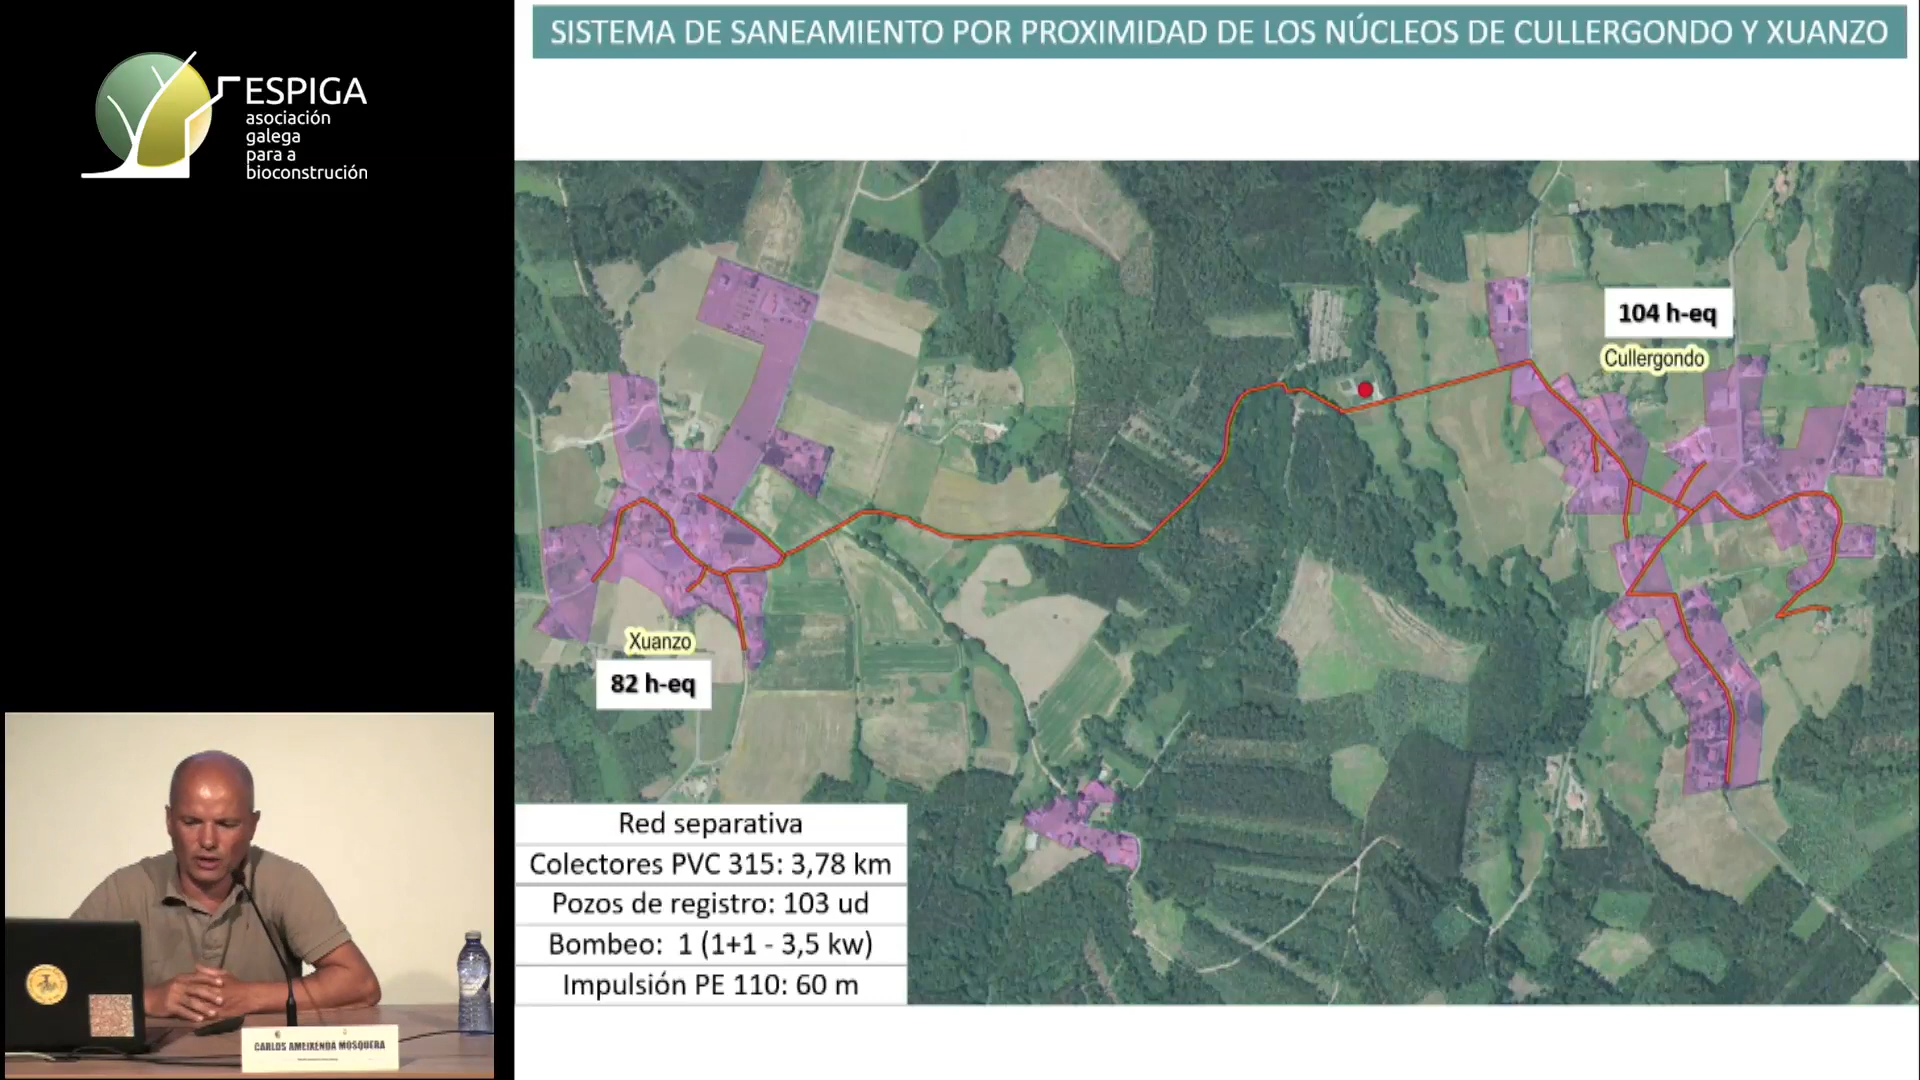 SISTEMA DE SANEAMIENTO POR PROXIMIDAD DE LOS NÚCLEOS DE CULLERGONDO Y XUANZO
ESPIGA
asociación
galega
para a
bioconstrución
104 h-eq
Cullergondo
Xuanzo
82 h-eq
Red separativa
Colectores PVC 315: 3,78 km
Pozos de registro: 103 ud
Bombeo: 1 (1+1 - 3,5 kw)
Impulsión PE 110: 60 m
CARLOS AMEIXENDA MOSQUERA